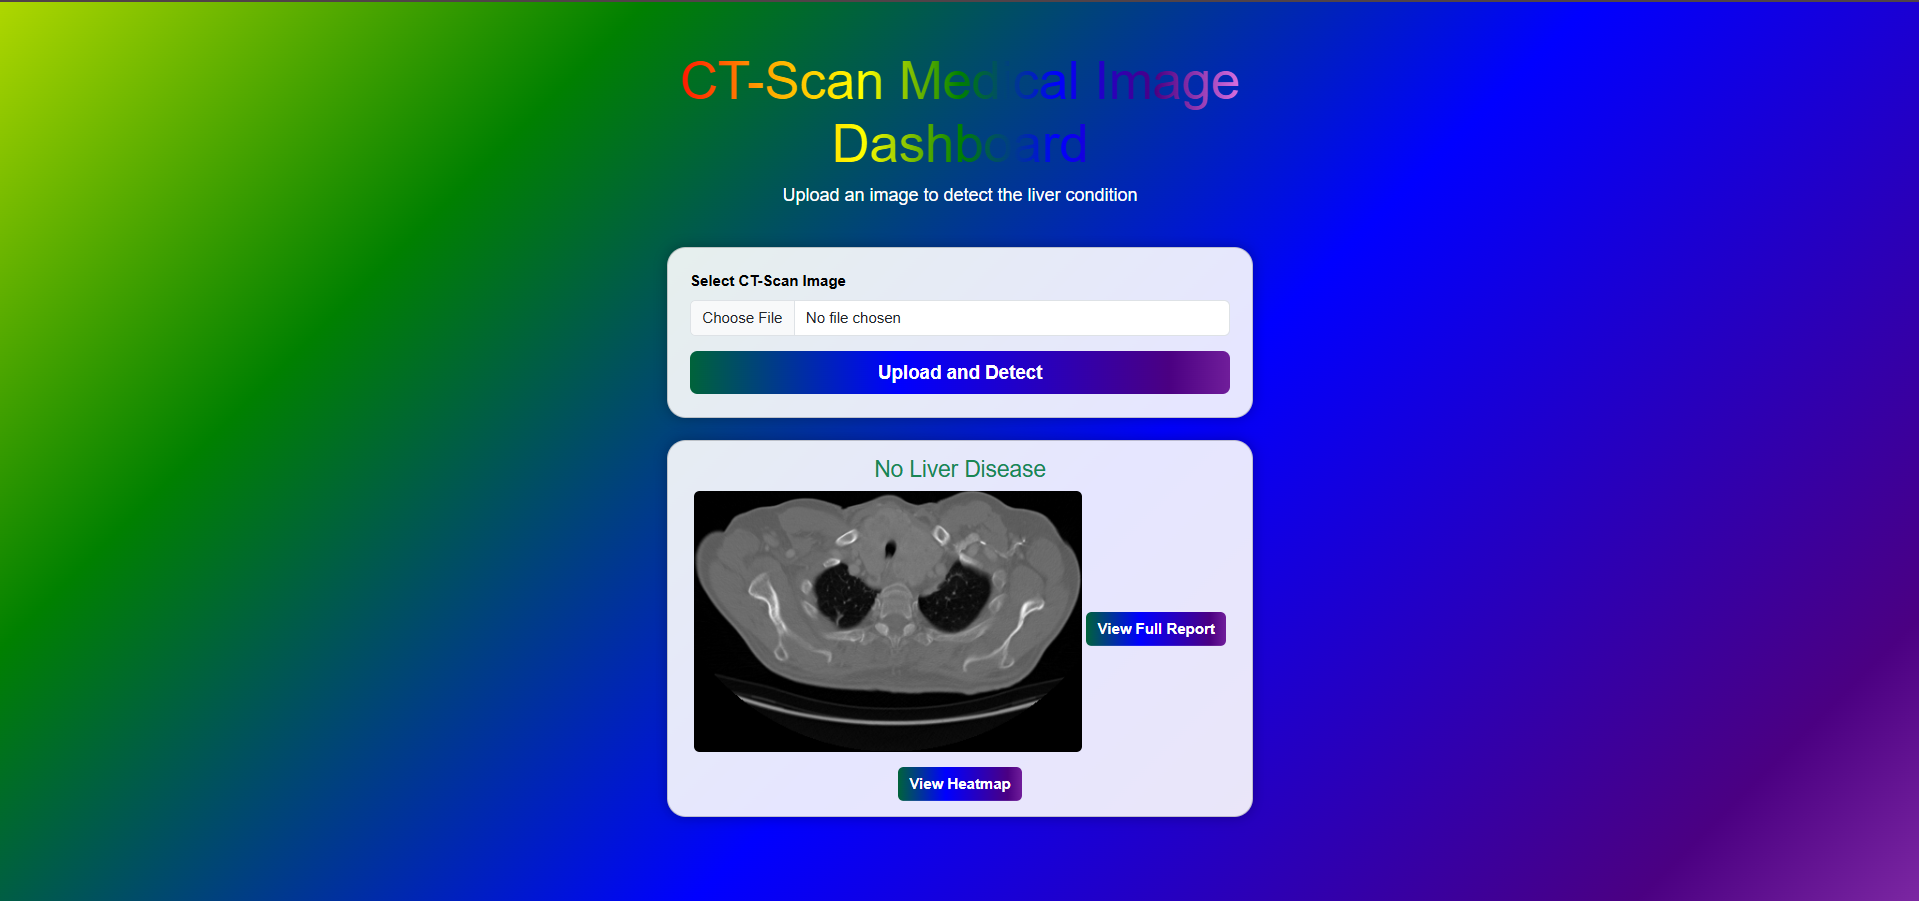 CT-Scan Medical Image
Dashboard
Upload an image to detect the liver condition
Select CT-Scan Image
Choose File No file chosen
Upload and Detect
No Liver Disease
View Full Report
View Heatmap